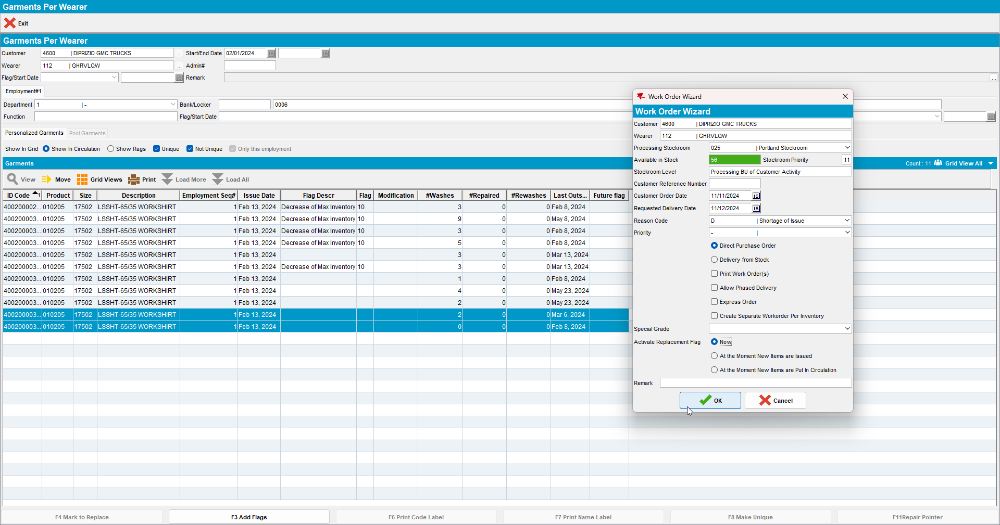 Garments Per Wearer
Exit
Garments Per Wearer
Customer 4600 | DIPRIZIO GMC TRUCKS ... Start/End Date 02/01/2024 16 16
Wearer 112 | GHRVLQW ... Admin#
Flag/Start Date 16 Remark ...
Employment#1
Department 1 | - Bank/Locker 0006
Function Flag/Start Date 16
Personalized Garments Pool Garments
Show In Grid Show In Circulation Show Rags Unique Not Unique Only this employment
Garments Count : 11 Grid View All
View Move Grid Views Print Load More Load All
ID Code 1 Product Size Description Employment Seq# Issue Date Flag Descr Flag Modification #Washes #Repaired #Rewashes Last Outs... Future flag
400200002... 010205 17502 LSSHT-65/35 WORKSHIRT 1 Feb 13, 2024 Decrease of Max Inventory 10 3 0 0 Feb 8, 2024
400200003... 010205 17502 LSSHT-65/35 WORKSHIRT 1 Feb 13, 2024 Decrease of Max Inventory 10 9 0 0 May 8, 2024
400200003... 010205 17502 LSSHT-65/35 WORKSHIRT 1 Feb 13, 2024 Decrease of Max Inventory 10 3 0 0 Feb 8, 2024
400200003... 010205 17502 LSSHT-65/35 WORKSHIRT 1 Feb 13, 2024 Decrease of Max Inventory 10 5 0 0 Feb 8, 2024
400200003... 010205 17502 LSSHT-65/35 WORKSHIRT 1 Feb 13, 2024 3 0 0 Mar 13, 2024
400200003... 010205 17502 LSSHT-65/35 WORKSHIRT 1 Feb 13, 2024 Decrease of Max Inventory 10 3 0 0 Mar 13, 2024
400200003... 010205 17502 LSSHT-65/35 WORKSHIRT 1 Feb 13, 2024 1 0 0 Feb 8, 2024
400200003... 010205 17502 LSSHT-65/35 WORKSHIRT 1 Feb 13, 2024 4 0 0 May 23, 2024
400200003... 010205 17502 LSSHT-65/35 WORKSHIRT 1 Feb 13, 2024 2 0 0 May 23, 2024
400200003... 010205 17502 LSSHT-65/35 WORKSHIRT 1 Feb 13, 2024 2 0 0 Mar 6, 2024
400200003... 010205 17502 LSSHT-65/35 WORKSHIRT 1 Feb 13, 2024 0 0 0 Feb 8, 2024
F4 Mark to Replace F3 Add Flags F6 Print Code Label F7 Print Name Label F8 Make Unique F11Repair Pointer
Work Order Wizard
Work Order Wizard
Customer 4600 | DIPRIZIO GMC TRUCKS
Wearer 112 | GHRVLQW
Processing Stockroom 025 | Portland Stockroom
Available in Stock 56 Stockroom Priority 11
Stockroom Level Processing BU of Customer Activity
Customer Reference Number
Customer Order Date 11/11/2024 16
Requested Delivery Date 11/12/2024 16
Reason Code D | Shortage of Issue
Priority - |
Direct Purchase Order
Delivery from Stock
Print Work Order(s)
Allow Phased Delivery
Express Order
Create Separate Workorder Per Inventory
Special Grade
Activate Replacement Flag Now
At the Moment New Items are Issued
At the Moment New Items are Put In Circulation
Remark
OK Cancel